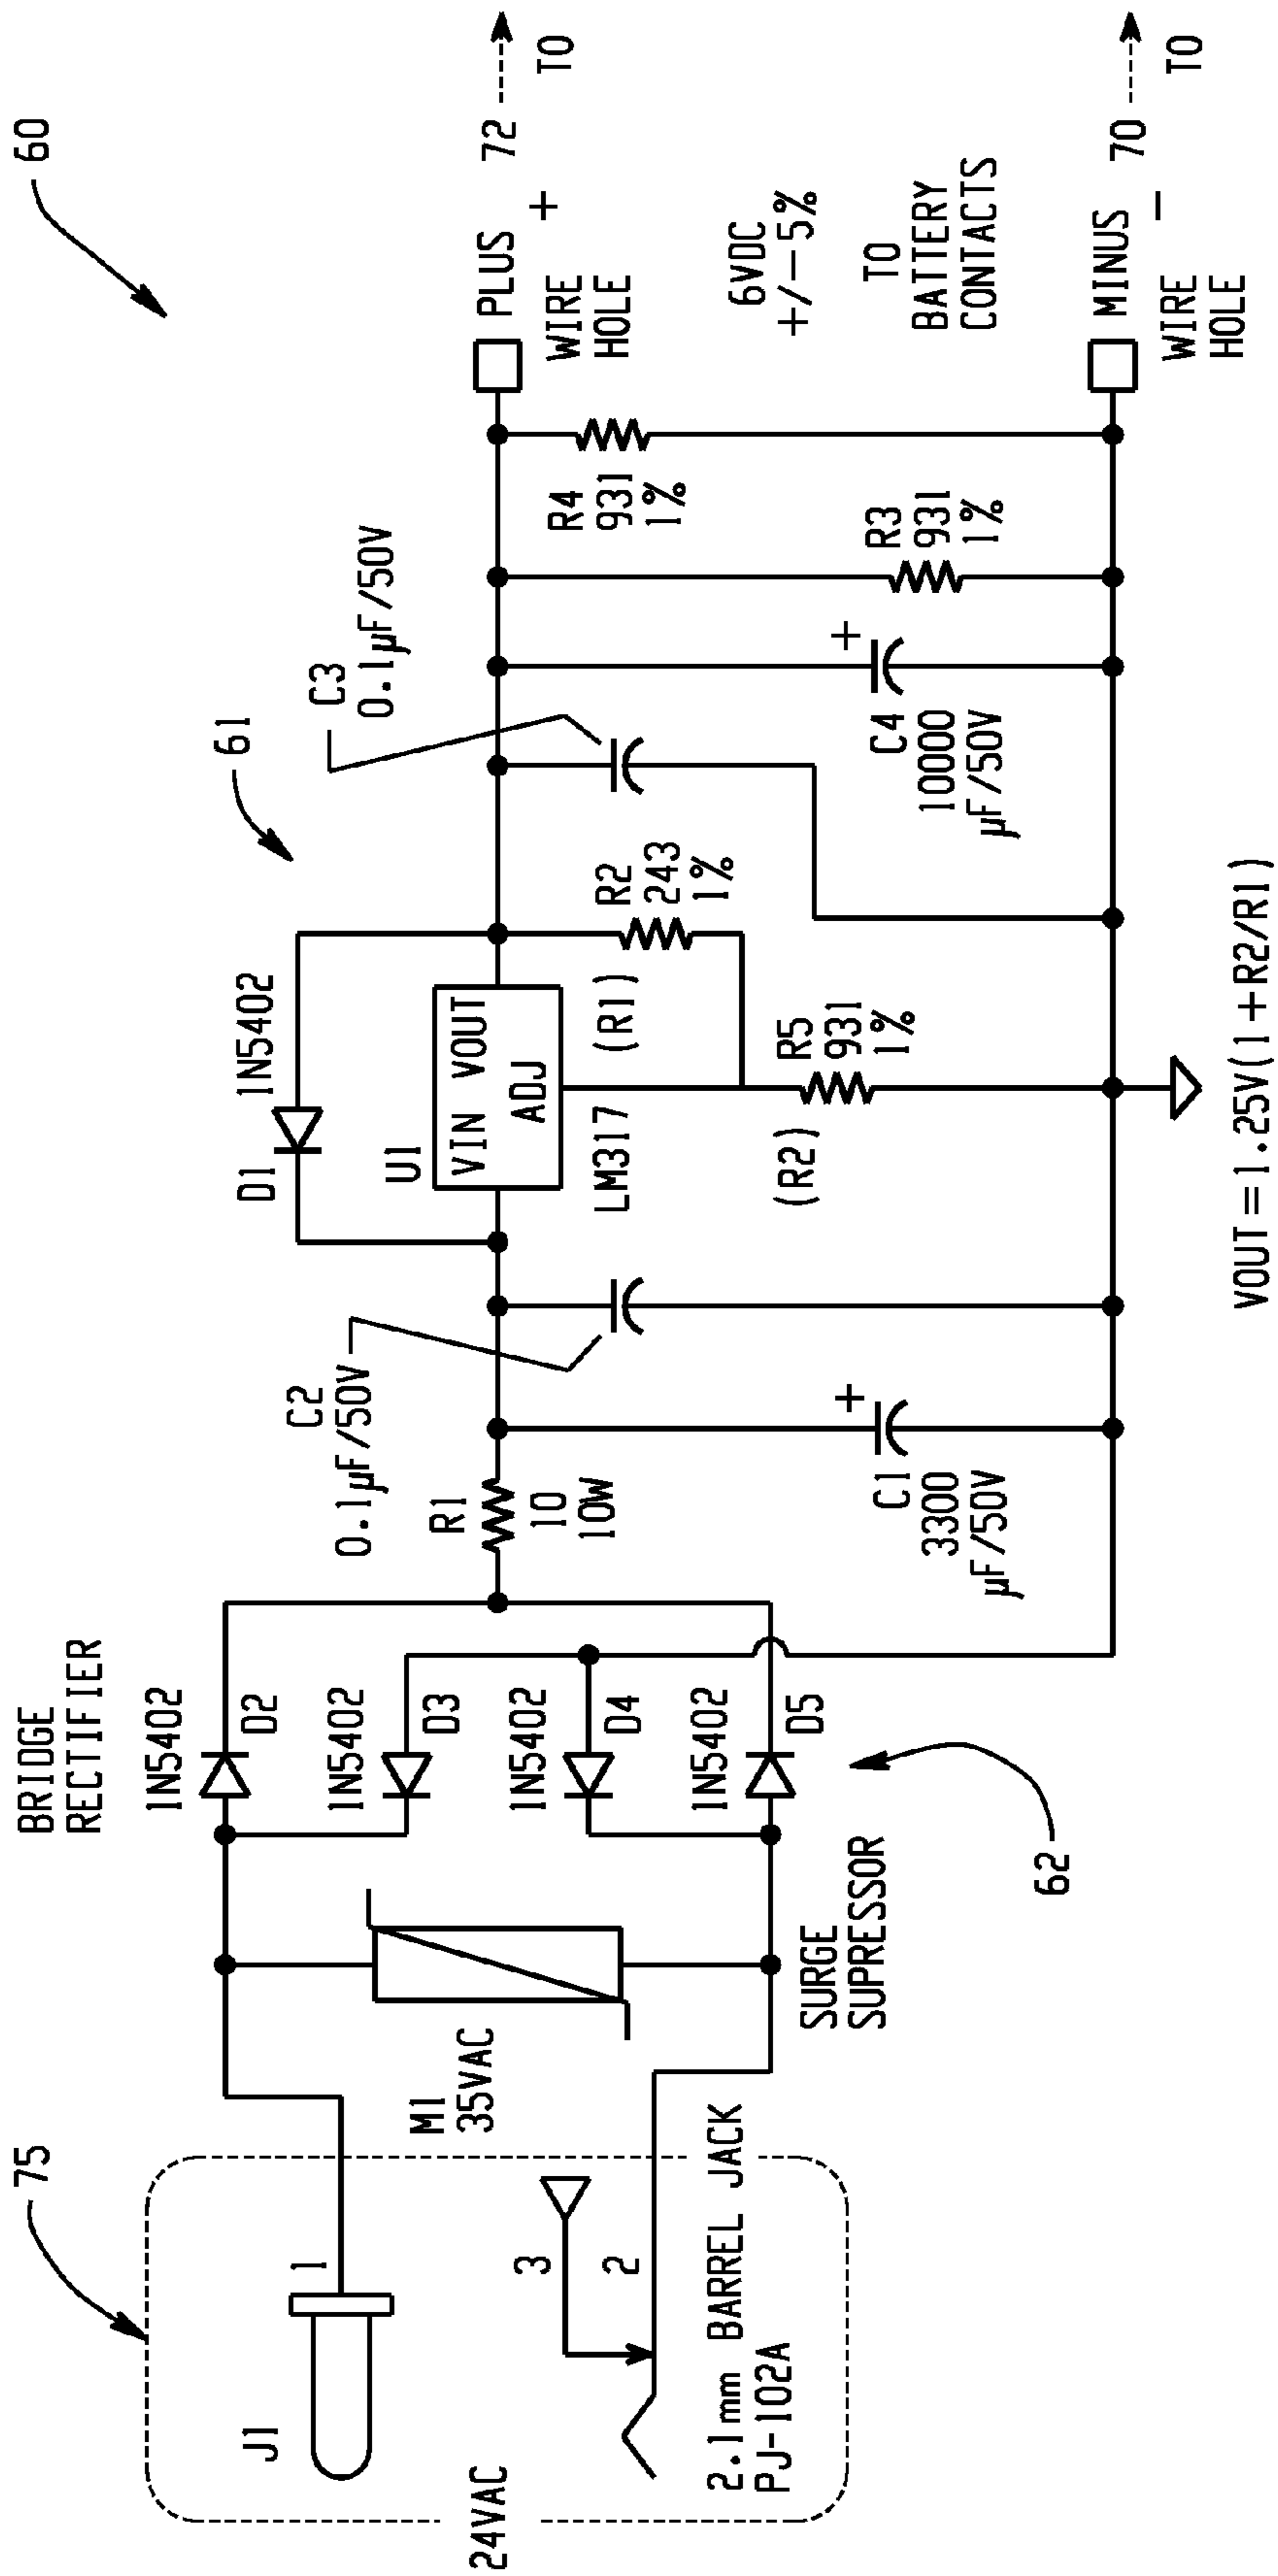 60
75
61
62
24VAC
J1
1
3
2
2.1mm BARREL JACK
PJ-102A
M1
35VAC
SURGE
SUPRESSOR
BRIDGE
RECTIFIER
1N5402
D2
1N5402
D3
1N5402
D4
1N5402
D5
R1
10
10W
C2
0.1µF/50V
+
C1
3300
µF/50V
D1
1N5402
U1
VIN VOUT
ADJ
LM317
(R1)
R2
243
1%
(R2)
R5
931
1%
C3
0.1µF/50V
+
C4
10000
µF/50V
R3
931
1%
R4
931
1%
PLUS
+
WIRE
HOLE
72
TO
6VDC
+/-5%
TO
BATTERY
CONTACTS
MINUS
-
WIRE
HOLE
70
TO
VOUT=1.25V(1+R2/R1)